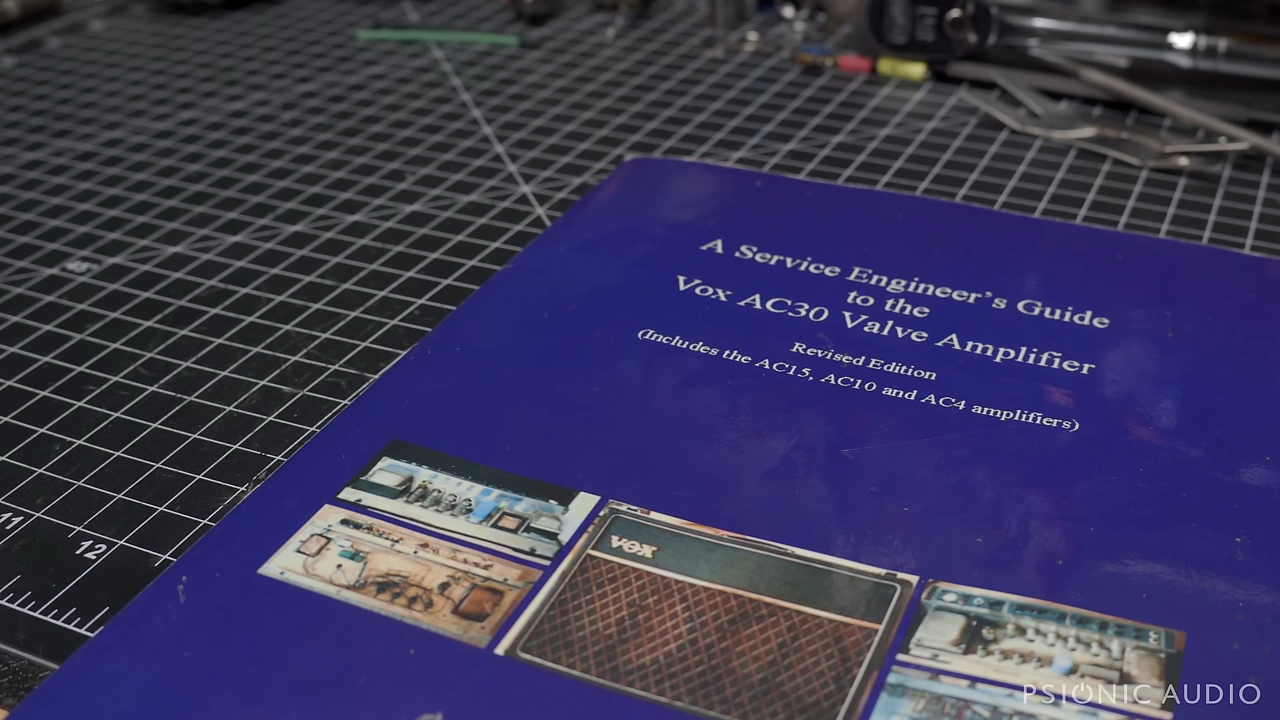 A Service Engineer's Guide
to the
Vox AC30 Valve Amplifier
Revised Edition
(Includes the AC15, AC10 and AC4 amplifiers)
VOX
11
12
45°
PSIONIC AUDIO